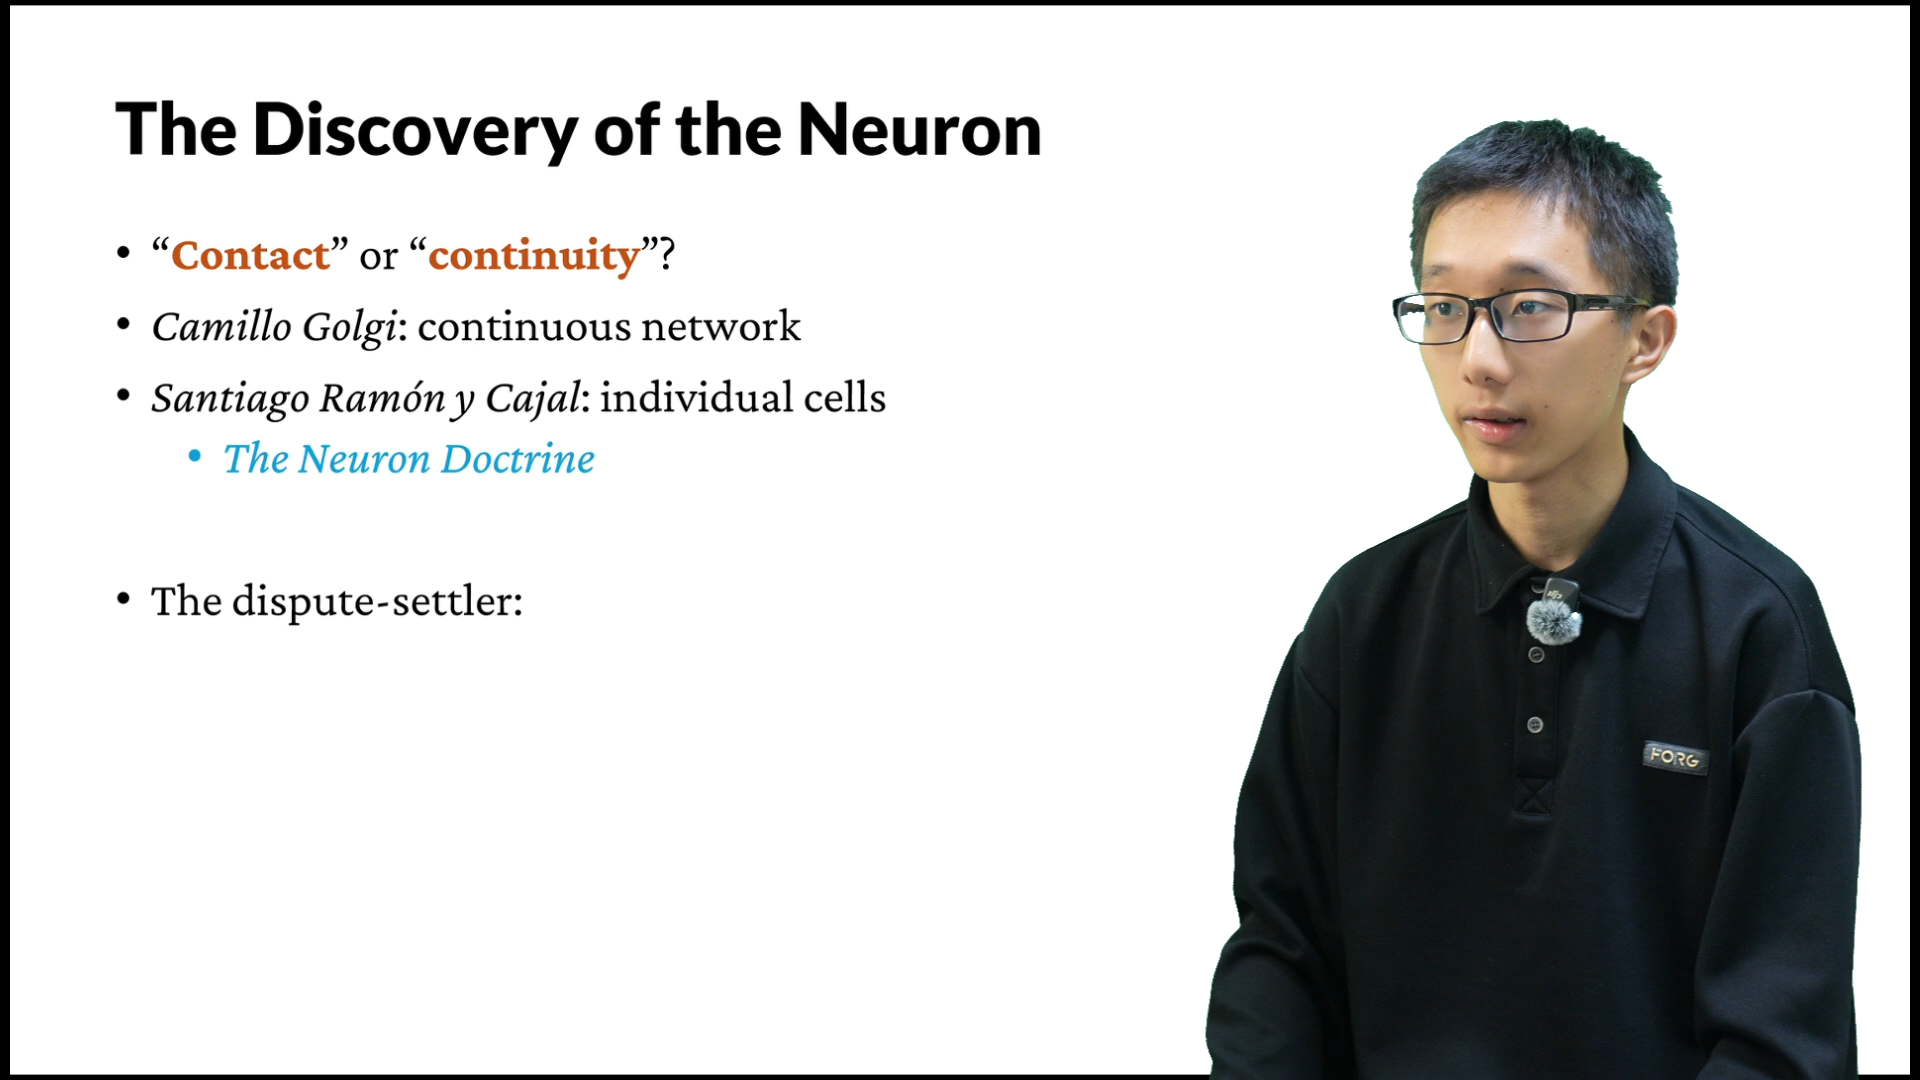 The Discovery of the Neuron
• “Contact” or “continuity”?
• Camillo Golgi: continuous network
• Santiago Ramón y Cajal: individual cells
• The Neuron Doctrine
• The dispute-settler:
FORG